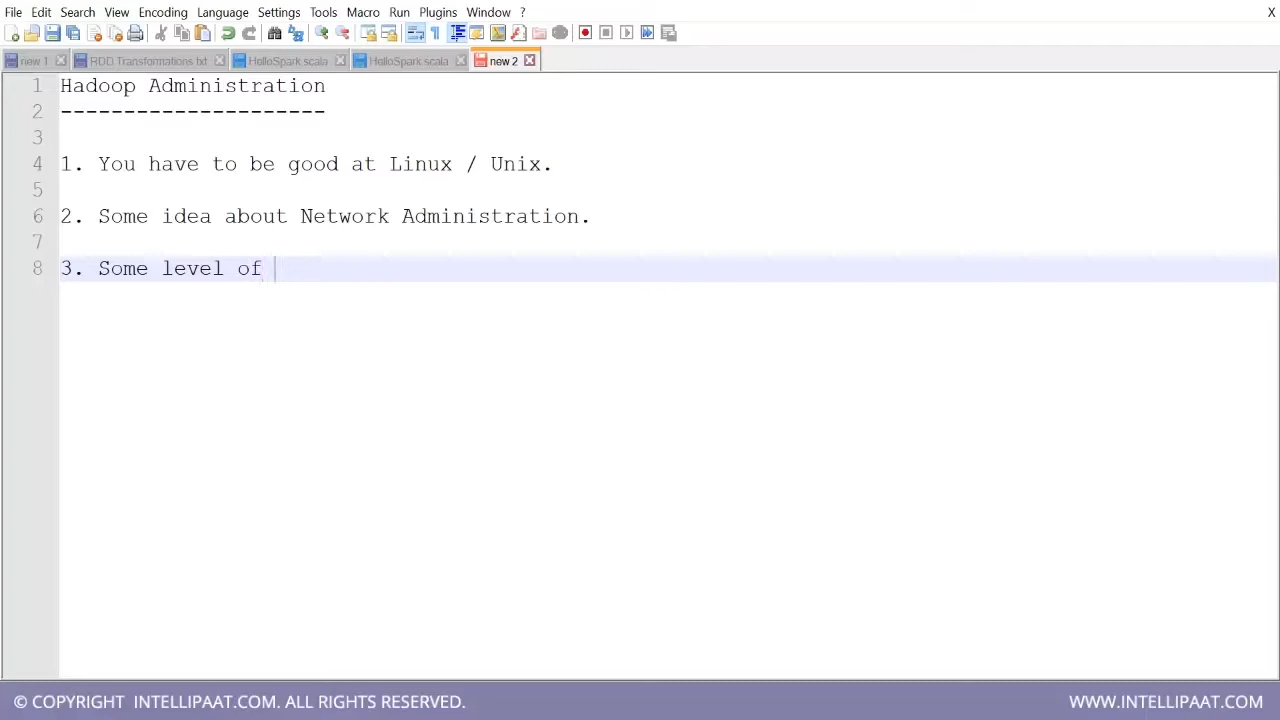 File Edit Search View Encoding Language Settings Tools Macro Run Plugins Window ? X
new 1 RDD Transformations txt HelloSpark scala HelloSpark scala new 2
1 Hadoop Administration
2 ---------------------
3
4 1. You have to be good at Linux / Unix.
5
6 2. Some idea about Network Administration.
7
8 3. Some level of
© COPYRIGHT INTELLIPAAT.COM. ALL RIGHTS RESERVED. WWW.INTELLIPAAT.COM